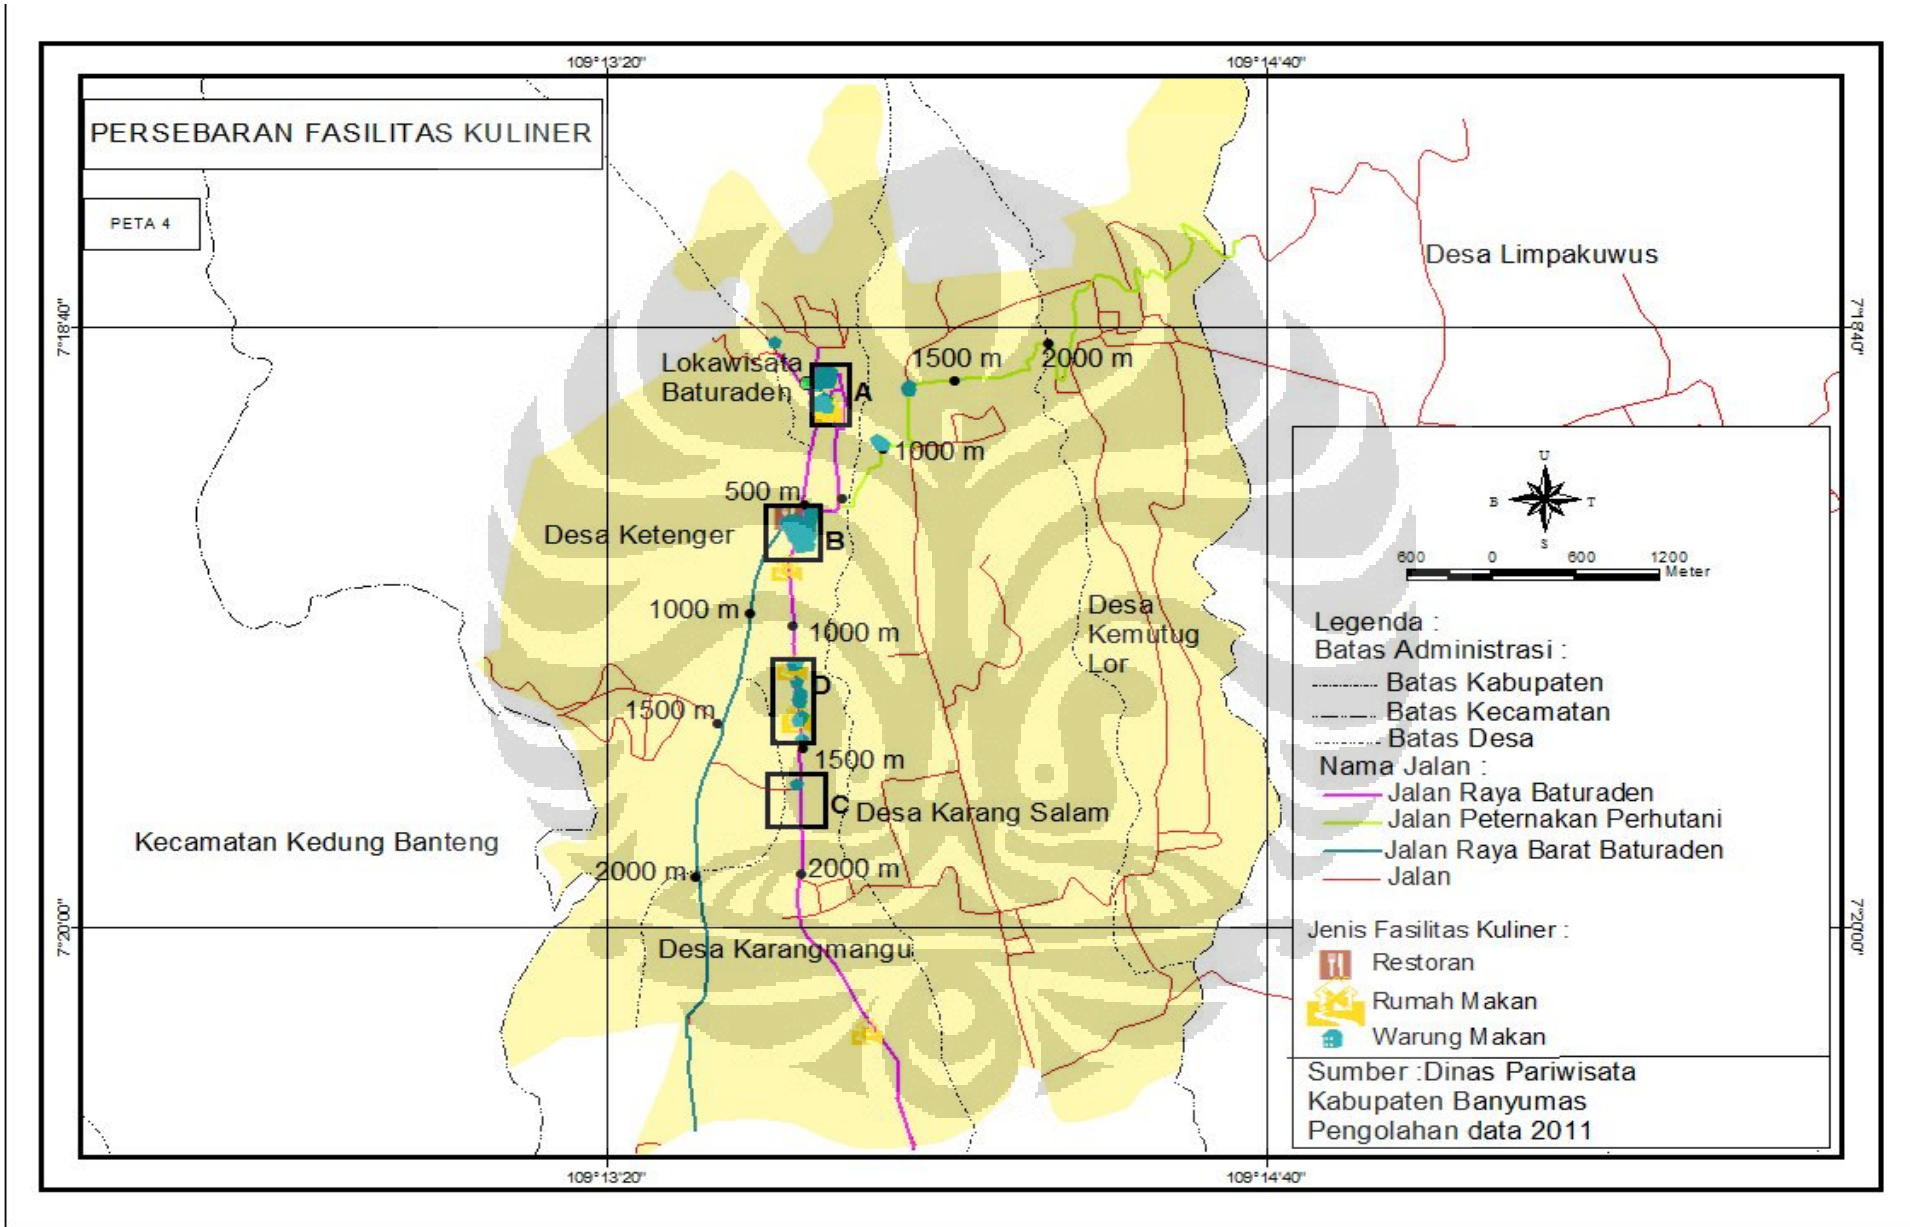 109°13'20"
109°14'40"
PERSEBARAN FASILITAS KULINER
PETA 4
Desa Limpakuwus
7°18'40"
7°18'40"
Lokawisata
Baturaden
A
1500 m
2000 m
1000 m
500 m
Desa Ketenger
B
1000 m
1000 m
Desa
Kemutug
Lor
D
1500 m
1500 m
C
Desa Karang Salam
Kecamatan Kedung Banteng
2000 m
2000 m
7°20'00"
7°20'00"
Desa Karangmangu
U
B
T
S
600 0 600 1200
Meter
Legenda :
Batas Administrasi :
Batas Kabupaten
Batas Kecamatan
Batas Desa
Nama Jalan :
Jalan Raya Baturaden
Jalan Peternakan Perhutani
Jalan Raya Barat Baturaden
Jalan
Jenis Fasilitas Kuliner :
Restoran
Rumah Makan
Warung Makan
Sumber :Dinas Pariwisata
Kabupaten Banyumas
Pengolahan data 2011
109°13'20"
109°14'40"